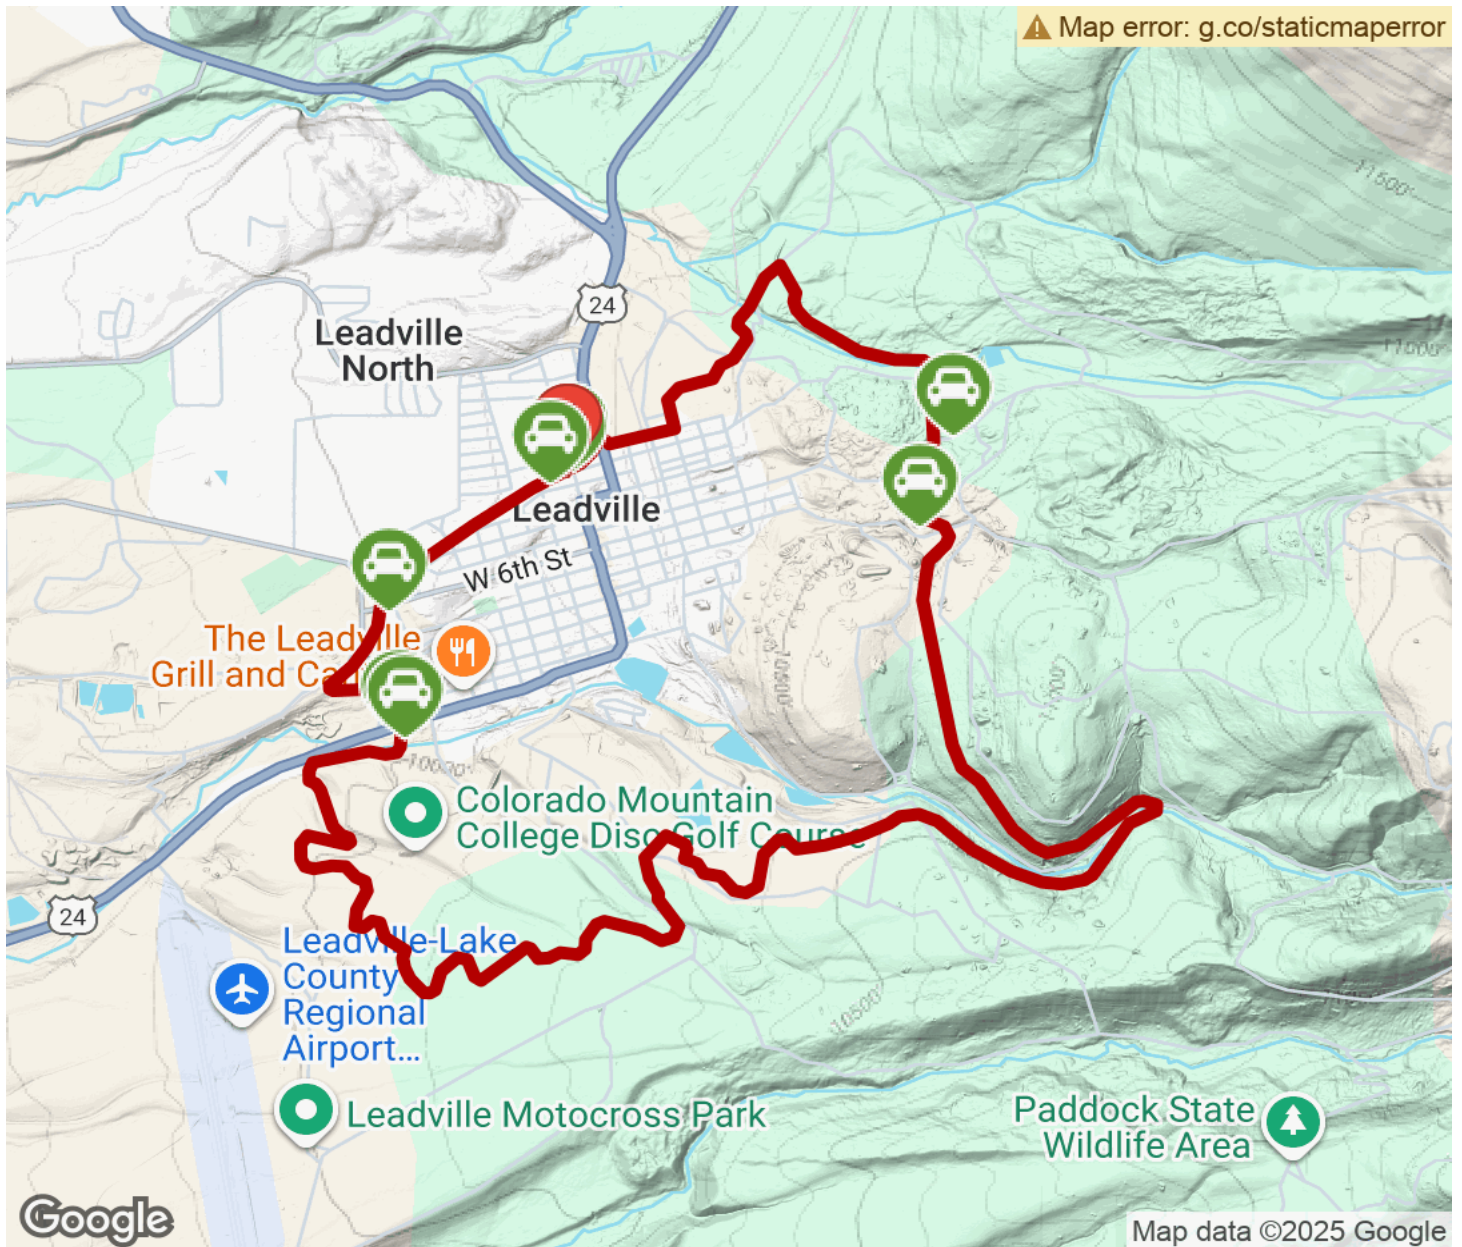 Map error: g.co/staticmaperror
11500'
24
Leadville
North
11000'
Leadville
W 6th St
The Leadville
Grill and Ca
10500'
10000'
Colorado Mountain
College Disc Golf Course
24
Leadville-Lake
County
Regional
Airport...
10500'
Leadville Motocross Park
Paddock State
Wildlife Area
Google
Map data ©2025 Google